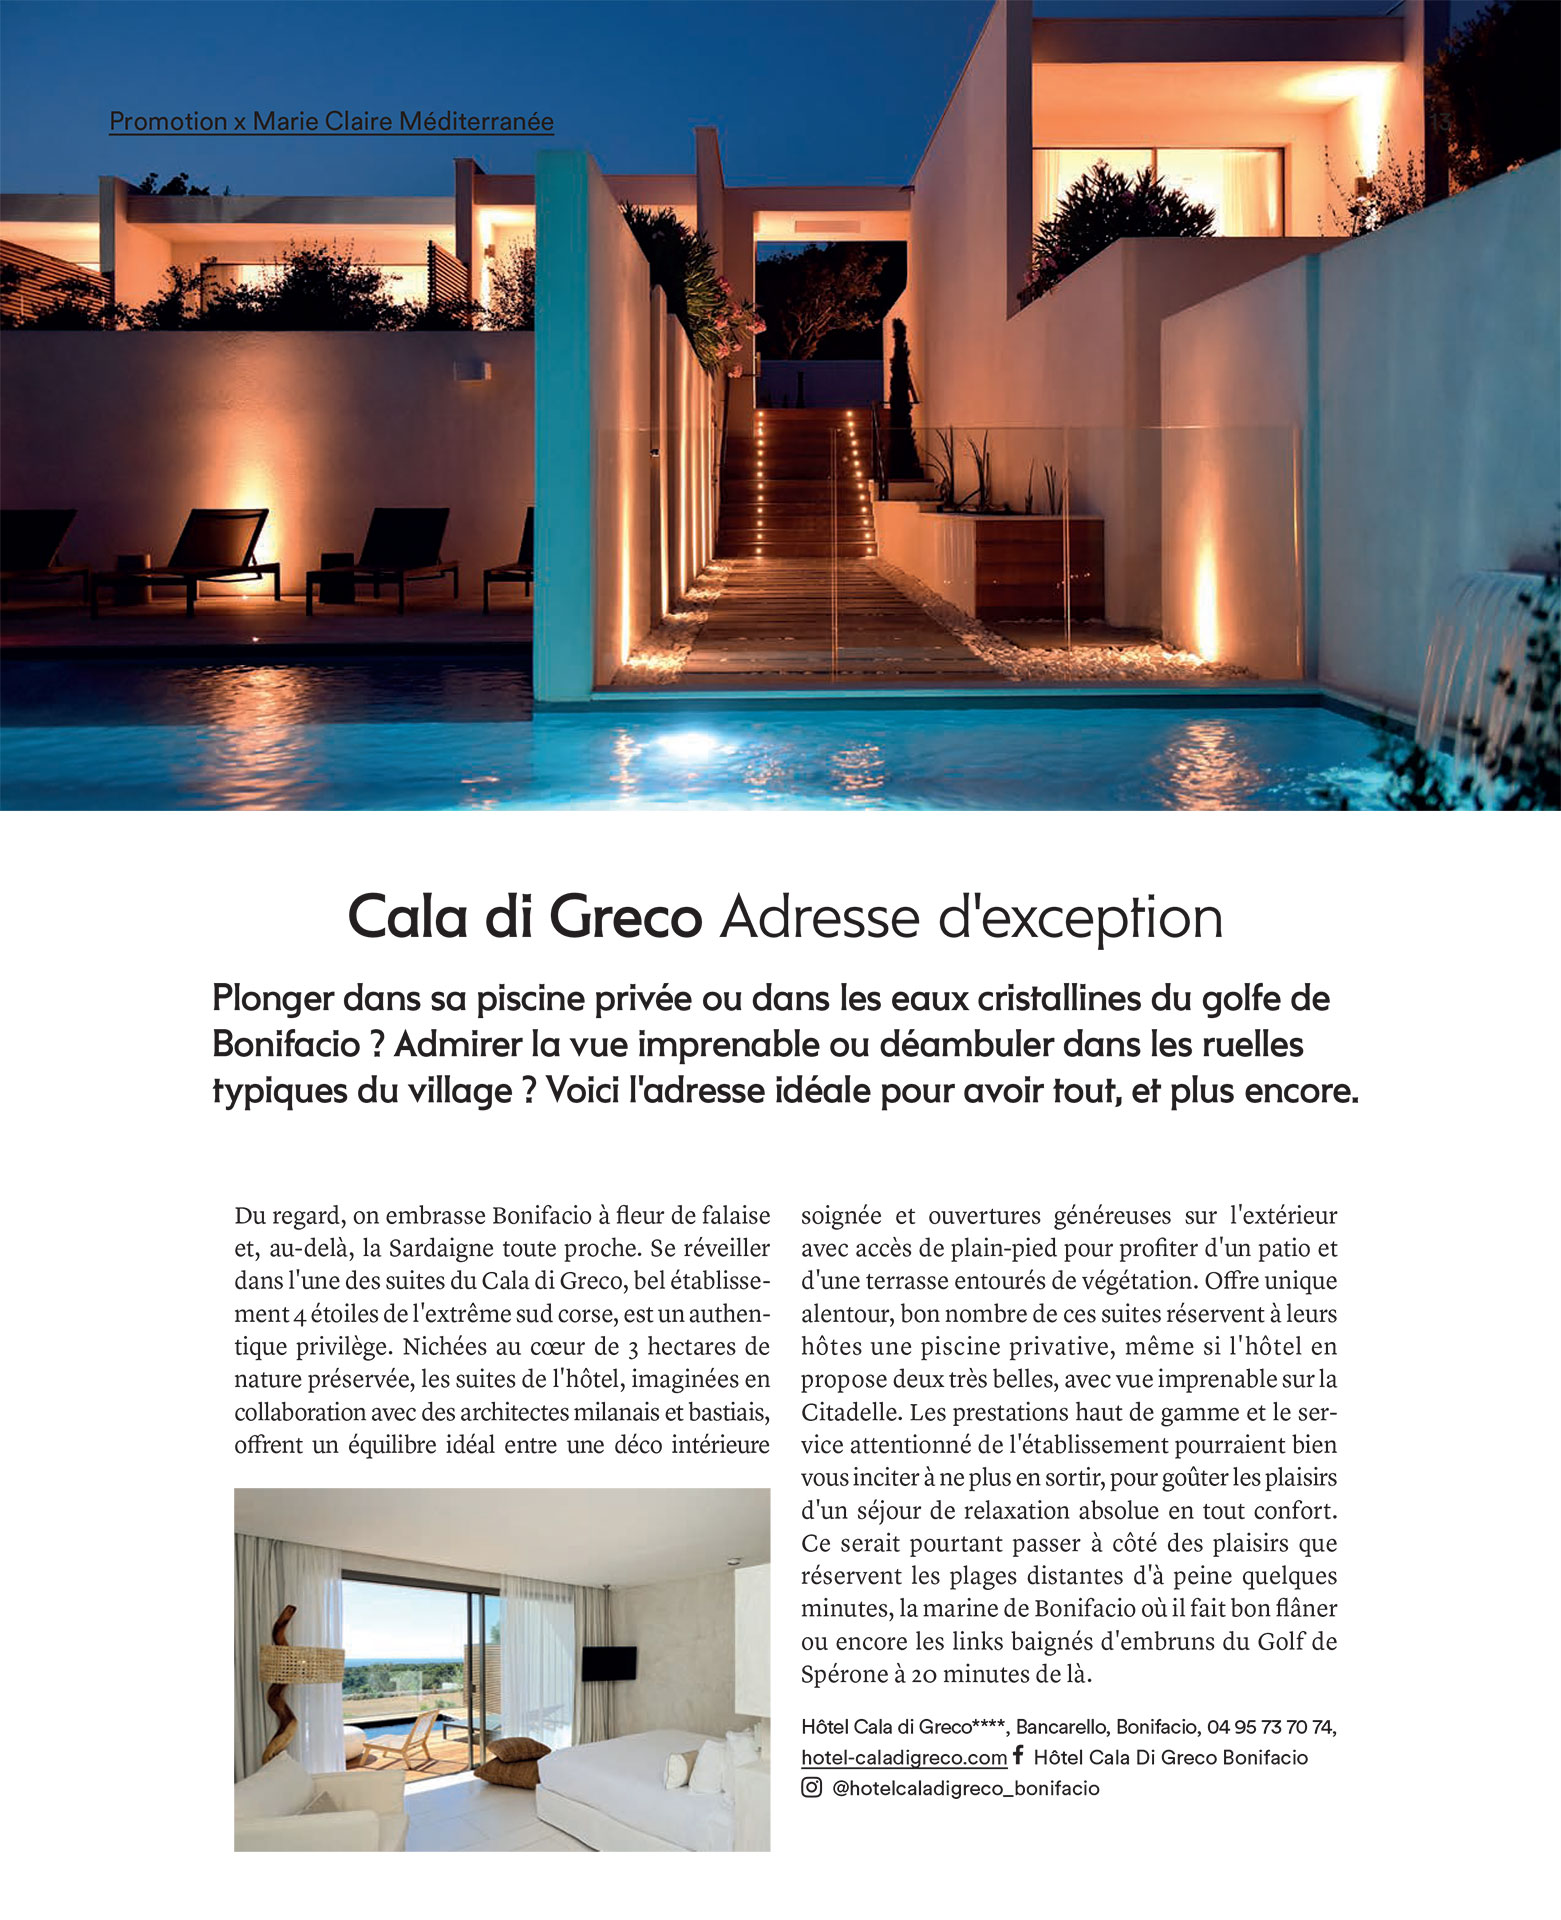 Promotion x Marie Claire Méditerranée
13
Cala di Greco Adresse d'exception
Plonger dans sa piscine privée ou dans les eaux cristallines du golfe de
Bonifacio ? Admirer la vue imprenable ou déambuler dans les ruelles
typiques du village ? Voici l'adresse idéale pour avoir tout, et plus encore.
Du regard, on embrasse Bonifacio à fleur de falaise
et, au-delà, la Sardaigne toute proche. Se réveiller
dans l'une des suites du Cala di Greco, bel établisse-
ment 4 étoiles de l'extrême sud corse, est un authen-
tique privilège. Nichées au cœur de 3 hectares de
nature préservée, les suites de l'hôtel, imaginées en
collaboration avec des architectes milanais et bastiais,
offrent un équilibre idéal entre une déco intérieure
soignée et ouvertures généreuses sur l'extérieur
avec accès de plain-pied pour profiter d'un patio et
d'une terrasse entourés de végétation. Offre unique
alentour, bon nombre de ces suites réservent à leurs
hôtes une piscine privative, même si l'hôtel en
propose deux très belles, avec vue imprenable sur la
Citadelle. Les prestations haut de gamme et le ser-
vice attentionné de l'établissement pourraient bien
vous inciter à ne plus en sortir, pour goûter les plaisirs
d'un séjour de relaxation absolue en tout confort.
Ce serait pourtant passer à côté des plaisirs que
réservent les plages distantes d'à peine quelques
minutes, la marine de Bonifacio où il fait bon flâner
ou encore les links baignés d'embruns du Golf de
Spérone à 20 minutes de là.
Hôtel Cala di Greco****, Bancarello, Bonifacio, 04 95 73 70 74,
hotel-caladigreco.com f Hôtel Cala Di Greco Bonifacio
@hotelcaladigreco_bonifacio